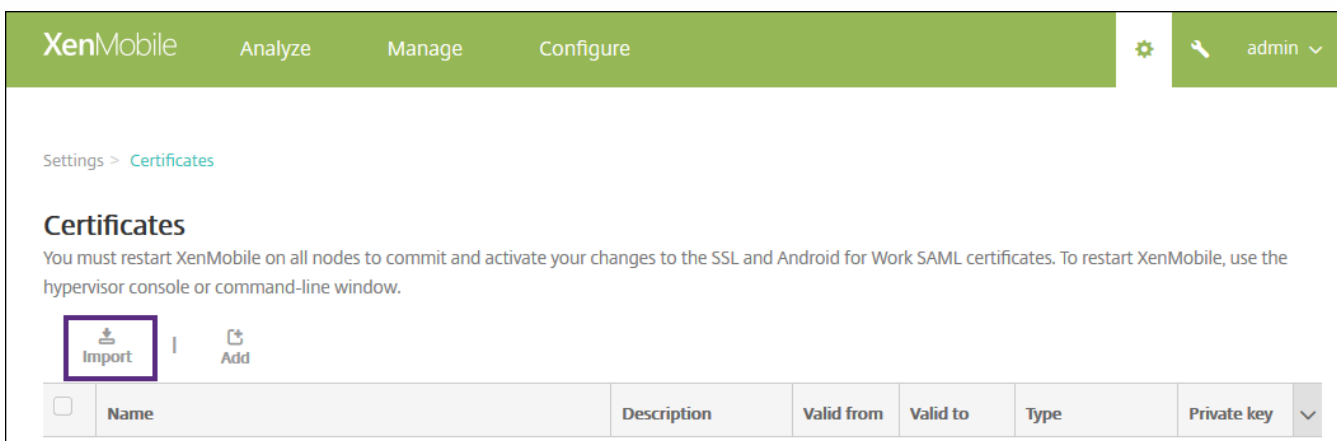 XenMobile Analyze Manage Configure admin
Settings > Certificates
Certificates
You must restart XenMobile on all nodes to commit and activate your changes to the SSL and Android for Work SAML certificates. To restart XenMobile, use the
hypervisor console or command-line window.
Import | Add
Name Description Valid from Valid to Type Private key